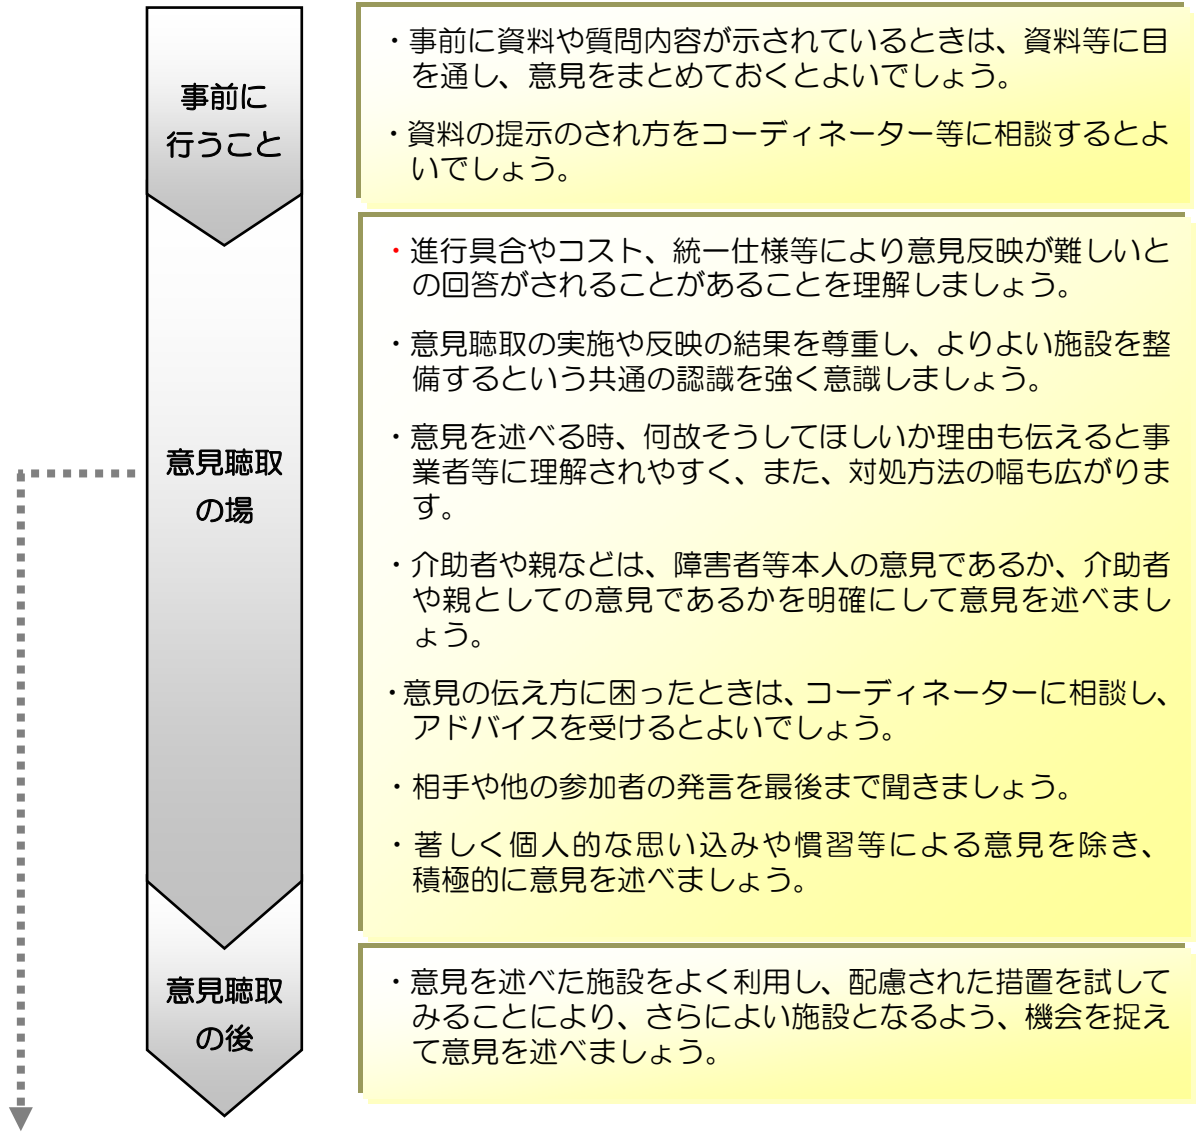 事前に
行うこと
・事前に資料や質問内容が示されているときは、資料等に目
を通し、意見をまとめておくとよいでしょう。
・資料の提示のされ方をコーディネーター等に相談するとよ
いでしょう。
意見聴取
の場
・進行具合やコスト、統一仕様等により意見反映が難しいと
の回答がされることがあることを理解しましょう。
・意見聴取の実施や反映の結果を尊重し、よりよい施設を整
備するという共通の認識を強く意識しましょう。
・意見を述べる時、何故そうしてほしいか理由も伝えると事
業者等に理解されやすく、また、対処方法の幅も広がりま
す。
・介助者や親などは、障害者等本人の意見であるか、介助者
や親としての意見であるかを明確にして意見を述べまし
ょう。
・意見の伝え方に困ったときは、コーディネーターに相談し、
アドバイスを受けるとよいでしょう。
・相手や他の参加者の発言を最後まで聞きましょう。
・著しく個人的な思い込みや慣習等による意見を除き、
積極的に意見を述べましょう。
意見聴取
の後
・意見を述べた施設をよく利用し、配慮された措置を試して
みることにより、さらによい施設となるよう、機会を捉え
て意見を述べましょう。